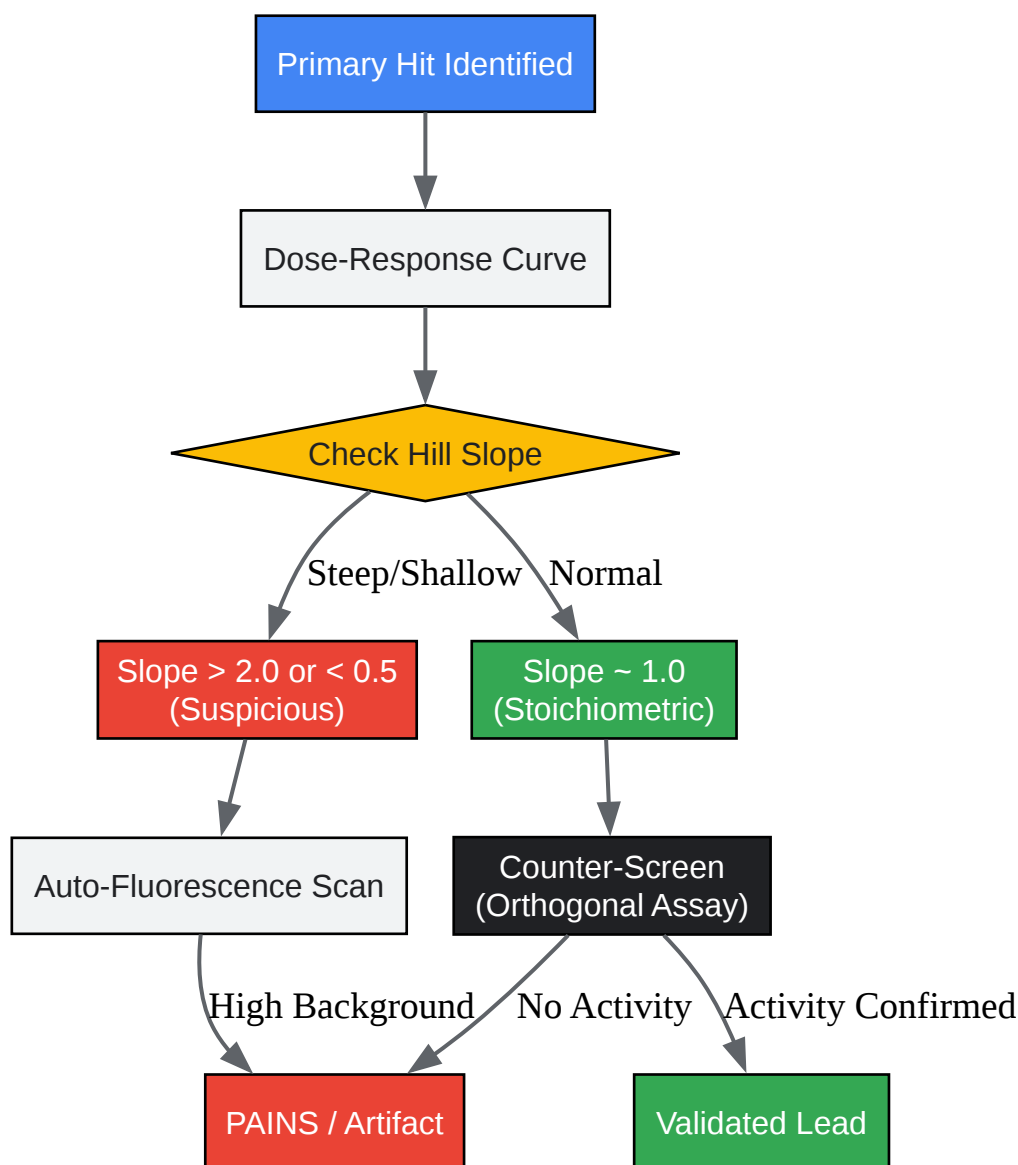 Primary Hit Identified
Dose-Response Curve
Check Hill Slope
Steep/Shallow
Normal
Slope > 2.0 or < 0.5
(Suspicious)
Slope ~ 1.0
(Stoichiometric)
Auto-Fluorescence Scan
Counter-Screen
(Orthogonal Assay)
High Background
No Activity
Activity Confirmed
PAINS / Artifact
Validated Lead